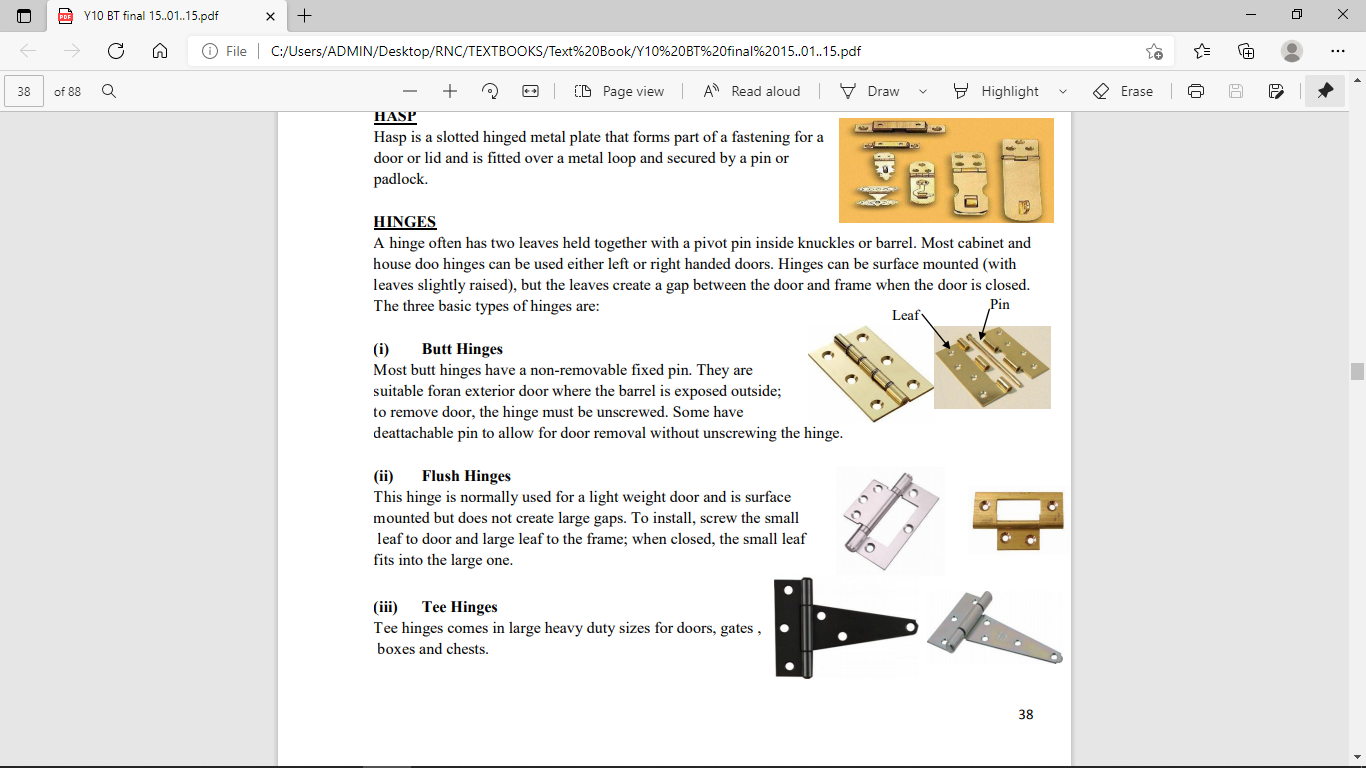 Y10 BT final 15..01..15.pdf
File
C:/Users/ADMIN/Desktop/RNC/TEXTBOOKS/Text%20Book/Y10%20BT%20final%2015..01..15.pdf
38 of 88
Page view
Read aloud
Draw
Highlight
Erase
HASP
Hasp is a slotted hinged metal plate that forms part of a fastening for a
door or lid and is fitted over a metal loop and secured by a pin or
padlock.
HINGES
A hinge often has two leaves held together with a pivot pin inside knuckles or barrel. Most cabinet and
house doo hinges can be used either left or right handed doors. Hinges can be surface mounted (with
leaves slightly raised), but the leaves create a gap between the door and frame when the door is closed.
The three basic types of hinges are:
Leaf
Pin
(i) Butt Hinges
Most butt hinges have a non-removable fixed pin. They are
suitable foran exterior door where the barrel is exposed outside;
to remove door, the hinge must be unscrewed. Some have
deattachable pin to allow for door removal without unscrewing the hinge.
(ii) Flush Hinges
This hinge is normally used for a light weight door and is surface
mounted but does not create large gaps. To install, screw the small
leaf to door and large leaf to the frame; when closed, the small leaf
fits into the large one.
(iii) Tee Hinges
Tee hinges comes in large heavy duty sizes for doors, gates ,
boxes and chests.
38